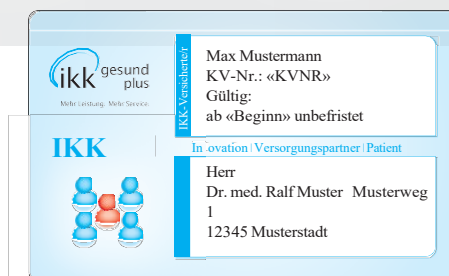 ikk gesund
plus
Mehr Leistung. Mehr Service.
IKK-Versicherte/r
Max Mustermann
KV-Nr.: «KVNR»
Gültig:
ab «Beginn» unbefristet
IKK
In ovation | Versorgungspartner | Patient
Herr
Dr. med. Ralf Muster Musterweg
1
12345 Musterstadt